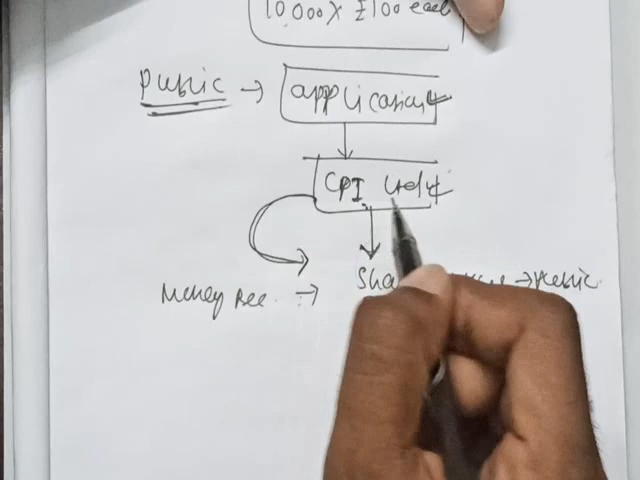 10,000 X £100 each
Public → application
CPI Ltd
Money Rec. →
Sha → Public